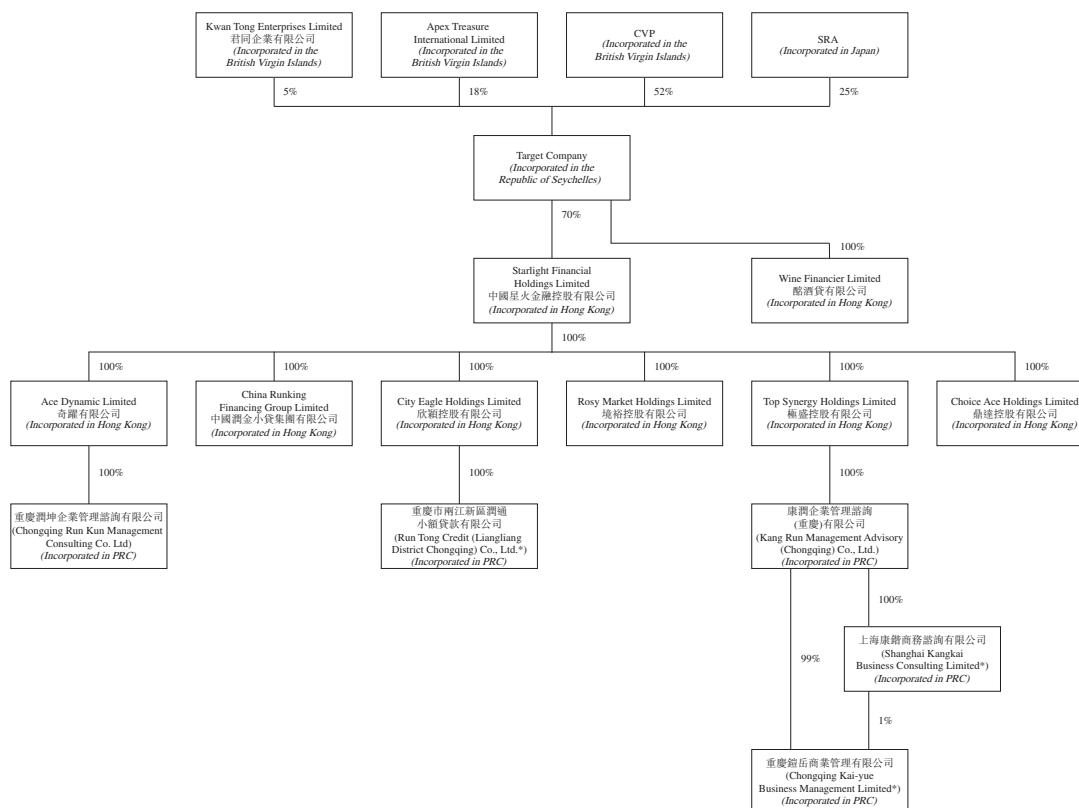 Kwan Tong Enterprises Limited
君同企業有限公司
(Incorporated in the
British Virgin Islands)
Apex Treasure
International Limited
(Incorporated in the
British Virgin Islands)
CVP
(Incorporated in the
British Virgin Islands)
SRA
(Incorporated in Japan)
5%
18%
52%
25%
Target Company
(Incorporated in the
Republic of Seychelles)
70%
100%
Starlight Financial
Holdings Limited
中國星火金融控股有限公司
(Incorporated in Hong Kong)
Wine Financier Limited
酩酒貸有限公司
(Incorporated in Hong Kong)
100%
100%
100%
100%
100%
100%
100%
Ace Dynamic Limited
奇躍有限公司
(Incorporated in Hong Kong)
China Runking
Financing Group Limited
中國潤金小貸集團有限公司
(Incorporated in Hong Kong)
City Eagle Holdings Limited
欣穎控股有限公司
(Incorporated in Hong Kong)
Rosy Market Holdings Limited
境裕控股有限公司
(Incorporated in Hong Kong)
Top Synergy Holdings Limited
極盛控股有限公司
(Incorporated in Hong Kong)
Choice Ace Holdings Limited
鼎達控股有限公司
(Incorporated in Hong Kong)
100%
100%
100%
重慶潤坤企業管理諮詢有限公司
(Chongqing Run Kun Management
Consulting Co. Ltd)
(Incorporated in PRC)
重慶市兩江新區潤通
小額貸款有限公司
(Run Tong Credit (Liangliang
District Chongqing) Co., Ltd.*)
(Incorporated in PRC)
康潤企業管理諮詢
(重慶)有限公司
(Kang Run Management Advisory
(Chongqing) Co., Ltd.)
(Incorporated in PRC)
100%
99%
上海康鍇商務諮詢有限公司
(Shanghai Kangkai
Business Consulting Limited*)
(Incorporated in PRC)
1%
重慶鎧岳商業管理有限公司
(Chongqing Kai-yue
Business Management Limited*)
(Incorporated in PRC)